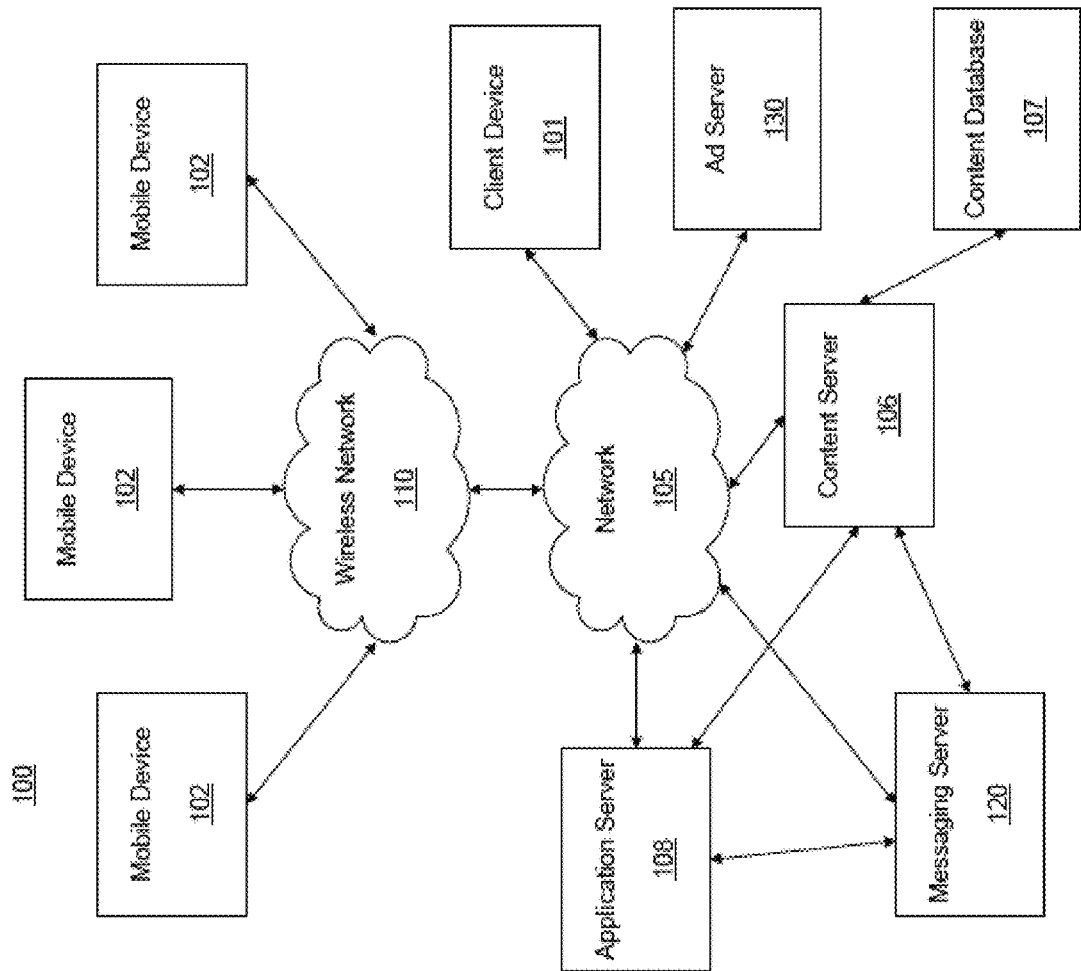 100
Mobile Device
102
Mobile Device
102
Mobile Device
102
Wireless Network
110
Network
105
Client Device
101
Application Server
108
Ad Server
130
Messaging Server
120
Content Server
106
Content Database
107